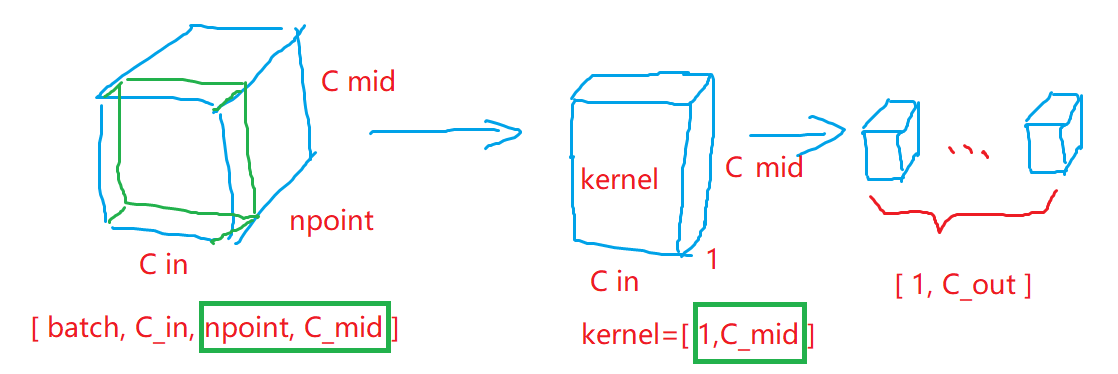 C mid
npoint
C in
[ batch, C_in, npoint, C_mid ]
kernel
C mid
1
C in
kernel=[ 1,C_mid ]
[ 1, C_out ]